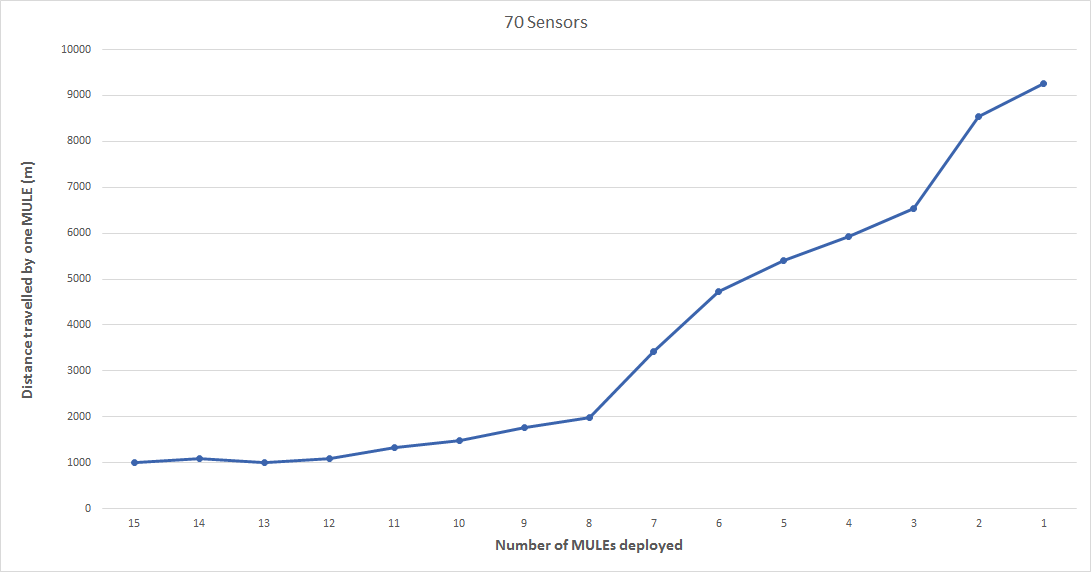 70 Sensors
10000
9000
8000
7000
6000
5000
4000
3000
2000
1000
0
Distance travelled by one MULE (m)
15 14 13 12 11 10 9 8 7 6 5 4 3 2 1
Number of MULEs deployed